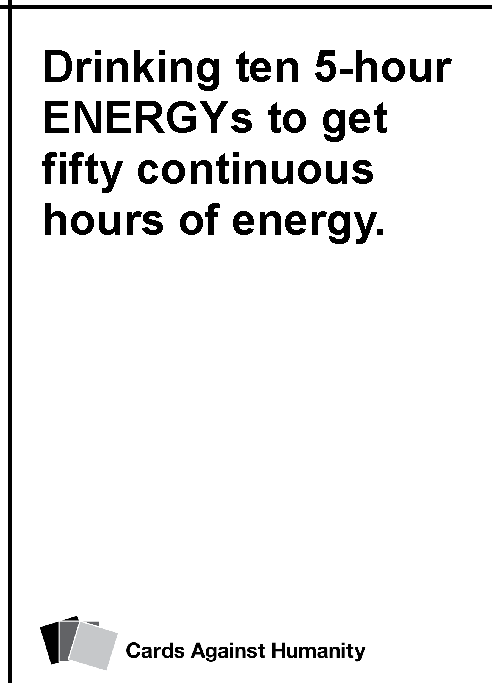 Drinking ten 5-hour
ENERGYs to get
fifty continuous
hours of energy.
Cards Against Humanity